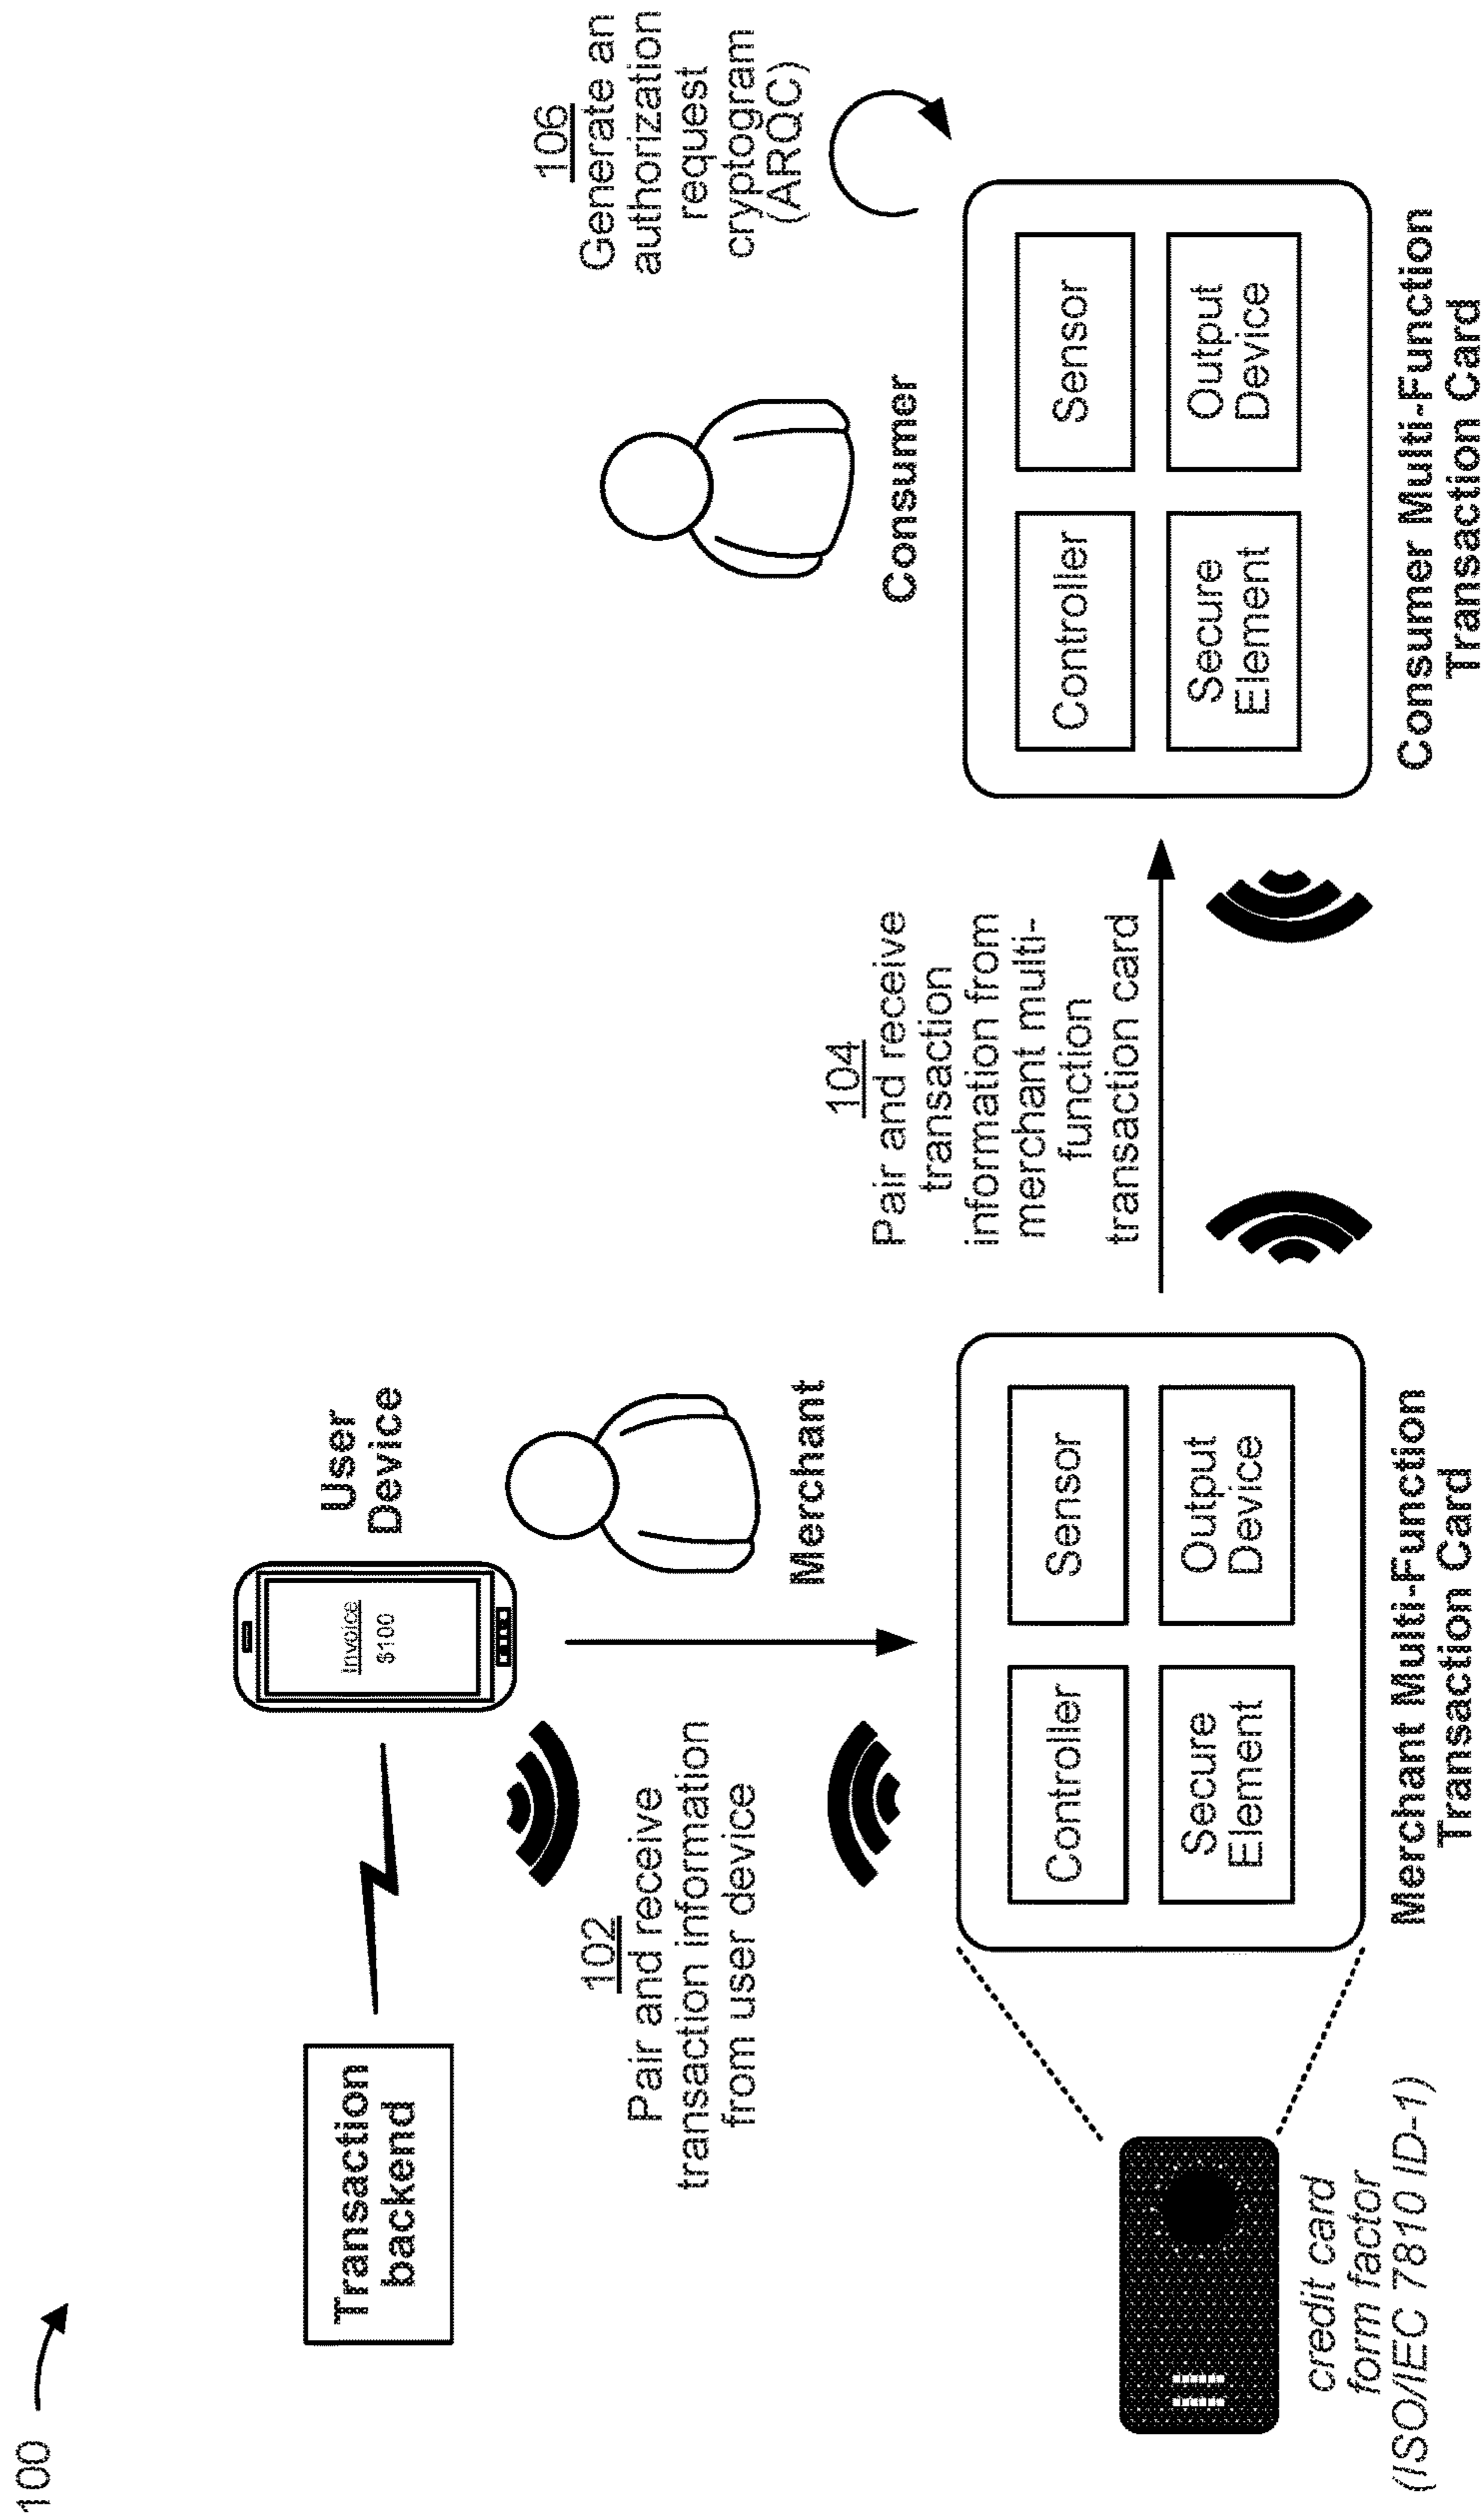 100
Transaction
backend
User
Device
Invoice
$100
102
Pair and receive
transaction information
from user device
Merchant
credit card
form factor
(ISO/IEC 7810 ID-1)
Controller
Sensor
Secure
Element
Output
Device
Merchant Multi-Function
Transaction Card
104
Pair and receive
transaction
information from
merchant multi-
function
transaction card
106
Generate an
authorization
request
cryptogram
(ARQC)
Consumer
Controller
Sensor
Secure
Element
Output
Device
Consumer Multi-Function
Transaction Card